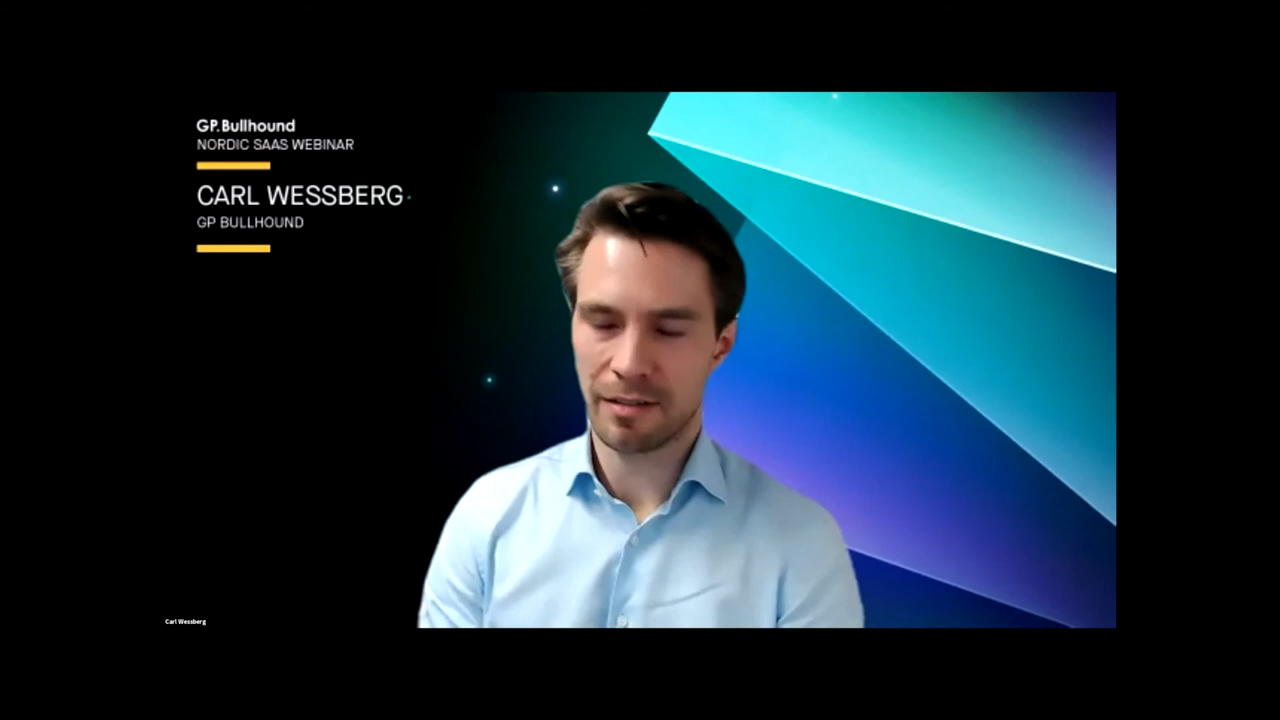 GP.Bullhound
NORDIC SAAS WEBINAR
CARL WESSBERG
GP BULLHOUND
Carl Wessberg